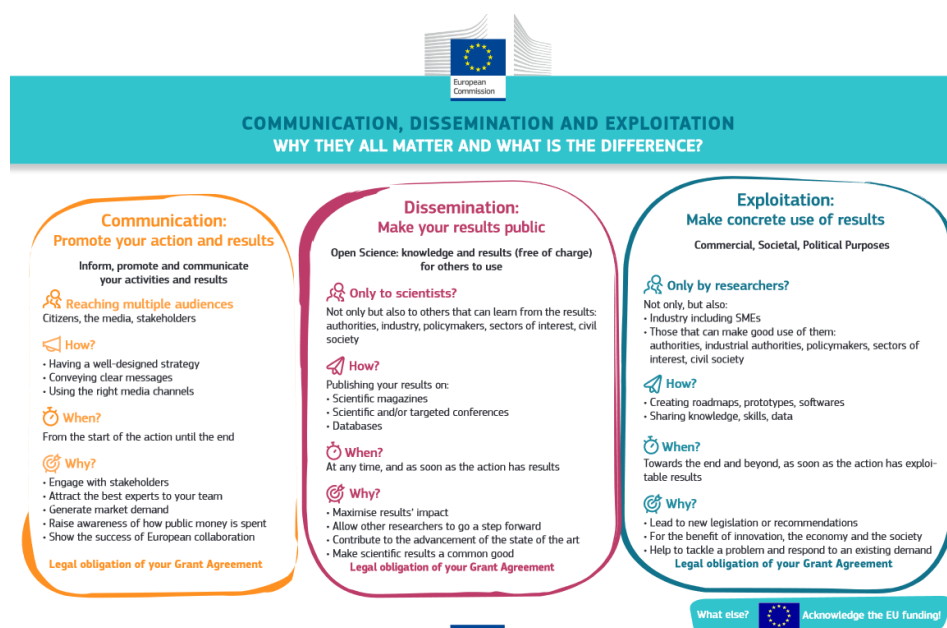 European
Commission
COMMUNICATION, DISSEMINATION AND EXPLOITATION
WHY THEY ALL MATTER AND WHAT IS THE DIFFERENCE?
Communication:
Promote your action and results
Inform, promote and communicate
your activities and results
Reaching multiple audiences
Citizens, the media, stakeholders
How?
• Having a well-designed strategy
• Conveying clear messages
• Using the right media channels
When?
From the start of the action until the end
Why?
• Engage with stakeholders
• Attract the best experts to your team
• Generate market demand
• Raise awareness of how public money is spent
• Show the success of European collaboration
Legal obligation of your Grant Agreement
Dissemination:
Make your results public
Open Science: knowledge and results (free of charge)
for others to use
Only to scientists?
Not only but also to others that can learn from the results:
authorities, industry, policymakers, sectors of interest, civil
society
How?
Publishing your results on:
• Scientific magazines
• Scientific and/or targeted conferences
• Databases
When?
At any time, and as soon as the action has results
Why?
• Maximise results' impact
• Allow other researchers to go a step forward
• Contribute to the advancement of the state of the art
• Make scientific results a common good
Legal obligation of your Grant Agreement
Exploitation:
Make concrete use of results
Commercial, Societal, Political Purposes
Only by researchers?
Not only, but also:
• Industry including SMEs
• Those that can make good use of them:
authorities, industrial authorities, policymakers, sectors of
interest, civil society
How?
• Creating roadmaps, prototypes, softwares
• Sharing knowledge, skills, data
When?
Towards the end and beyond, as soon as the action has exploi-
table results
Why?
• Lead to new legislation or recommendations
• For the benefit of innovation, the economy and the society
• Help to tackle a problem and respond to an existing demand
Legal obligation of your Grant Agreement
What else? Acknowledge the EU funding!